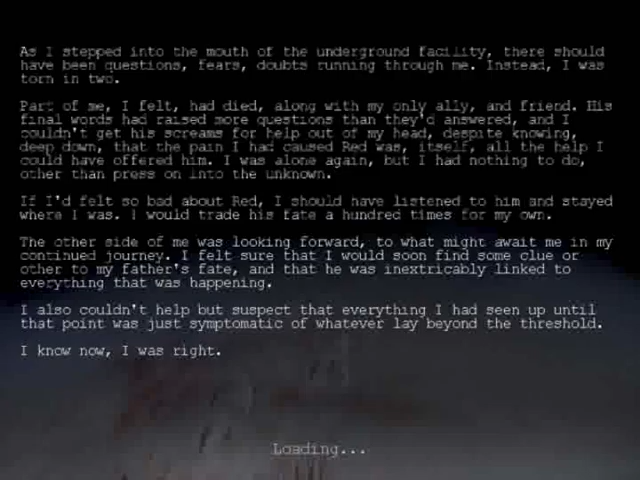 As I stepped into the mouth of the underground facility, there should
have been questions, fears, doubts running through me. Instead, I was
torn in two.
Part of me, I felt, had died, along with my only ally, and friend. His
final words had raised more questions than they'd answered, and I
couldn't get his screams for help out of my head, despite knowing,
deep down, that the pain I had caused Red was, itself, all the help I
could have offered him. I was alone again, but I had nothing to do,
other than press on into the unknown.
If I'd felt so bad about Red, I should have listened to him and stayed
where I was. I would trade his fate a hundred times for my own.
The other side of me was looking forward, to what might await me in my
continued journey. I felt sure that I would soon find some clue or
other to my father's fate, and that he was inextricably linked to
everything that was happening.
I also couldn't help but suspect that everything I had seen up until
that point was just symptomatic of whatever lay beyond the threshold.
I know now, I was right.
Loading...